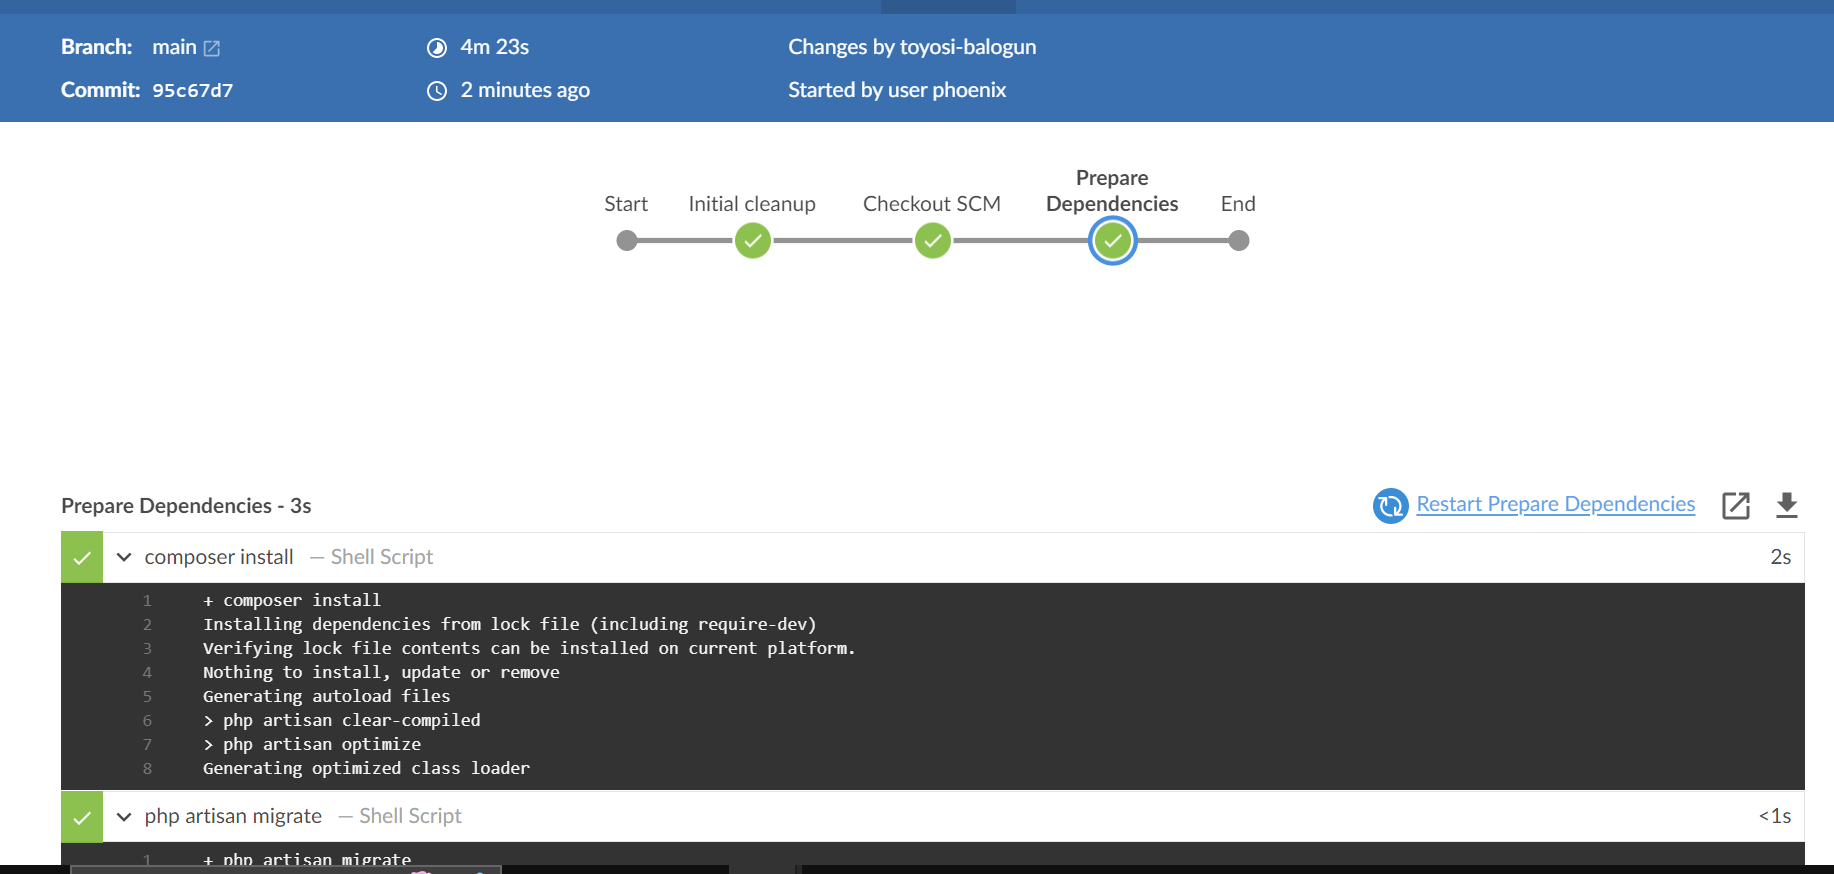 Branch: main
4m 23s
Changes by toyosi-balogun
Commit: 95c67d7
2 minutes ago
Started by user phoenix
Start
Initial cleanup
Checkout SCM
Prepare
Dependencies
End
Prepare Dependencies - 3s
Restart Prepare Dependencies
composer install — Shell Script
2s
1 + composer install
2 Installing dependencies from lock file (including require-dev)
3 Verifying lock file contents can be installed on current platform.
4 Nothing to install, update or remove
5 Generating autoload files
6 > php artisan clear-compiled
7 > php artisan optimize
8 Generating optimized class loader
php artisan migrate — Shell Script
<1s
1 + php artisan migrate